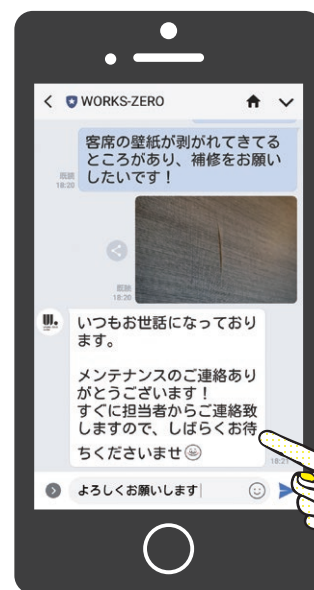 WORKS-ZERO
客席の壁紙が剥がれてきてる
ところがあり、補修をお願い
したいです！
既読
18:20
既読
18:20
UI.
いつもお世話になっており
ます。
メンテナンスのご連絡あり
がとうございます！
すぐに担当者からご連絡致
しますので、しばらくお待
ちくださいませ
18:21
よろしくお願いします